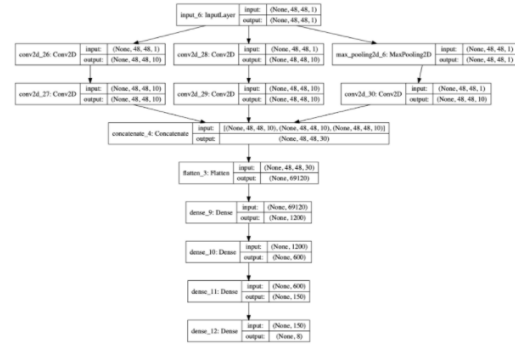 input_6: InputLayer input: (None, 48, 48, 1)
output: (None, 48, 48, 1)
conv2d_26: Conv2D input: (None, 48, 48, 1)
output: (None, 48, 48, 10)
conv2d_28: Conv2D input: (None, 48, 48, 1)
output: (None, 48, 48, 10)
max_pooling2d_6: MaxPooling2D input: (None, 48, 48, 1)
output: (None, 48, 48, 1)
conv2d_27: Conv2D input: (None, 48, 48, 10)
output: (None, 48, 48, 10)
conv2d_29: Conv2D input: (None, 48, 48, 10)
output: (None, 48, 48, 10)
conv2d_30: Conv2D input: (None, 48, 48, 1)
output: (None, 48, 48, 10)
concatenate_4: Concatenate input: [(None, 48, 48, 10), (None, 48, 48, 10), (None, 48, 48, 10)]
output: (None, 48, 48, 30)
flatten_3: Flatten input: (None, 48, 48, 30)
output: (None, 69120)
dense_9: Dense input: (None, 69120)
output: (None, 1200)
dense_10: Dense input: (None, 1200)
output: (None, 600)
dense_11: Dense input: (None, 600)
output: (None, 150)
dense_12: Dense input: (None, 150)
output: (None, 8)